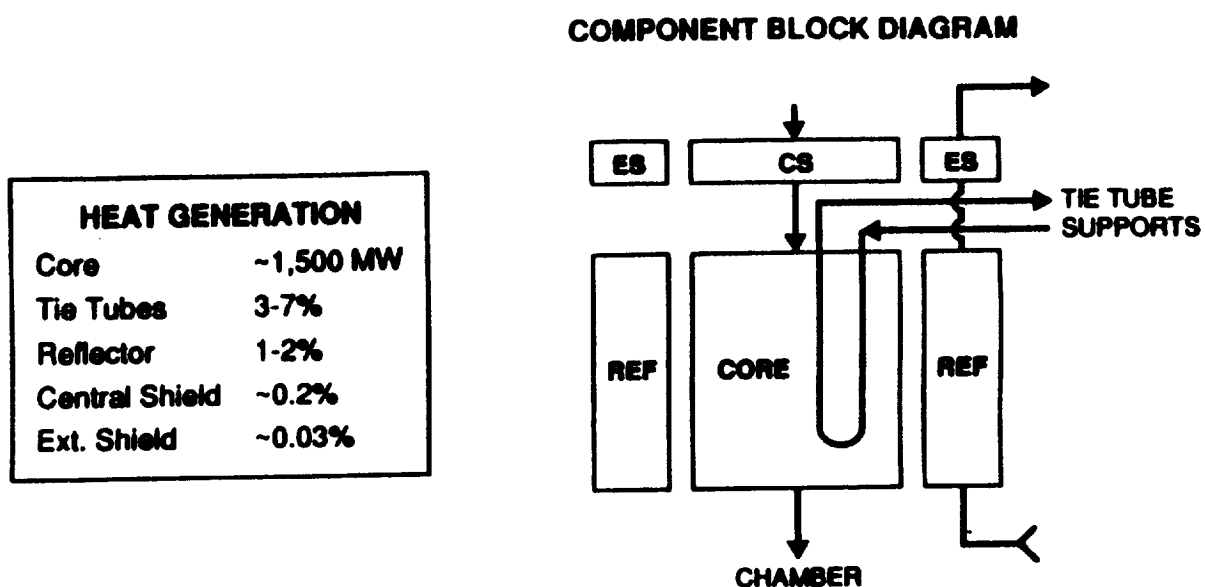 COMPONENT BLOCK DIAGRAM
HEAT GENERATION
Core ~1,500 MW
Tie Tubes 3-7%
Reflector 1-2%
Central Shield ~0.2%
Ext. Shield ~0.03%
ES CS ES
TIE TUBE
SUPPORTS
REF CORE REF
CHAMBER